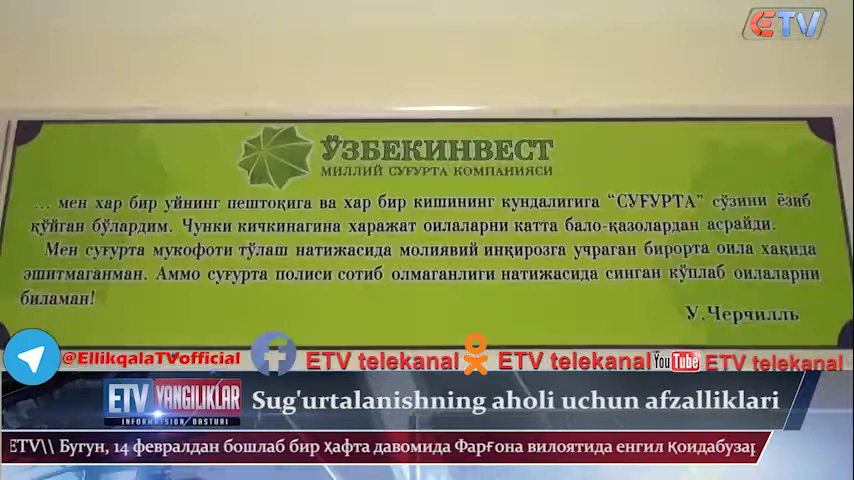 ETV
ЎЗБЕКИНВЕСТ
МИЛЛИЙ СУҒУРТА КОМПАНИЯСИ
... мен хар бир уйнинг пештоқига ва хар бир кишининг кундалигига “СУҒУРТА” сўзини ёзиб
қўйган бўлардим. Чунки кичкинагина харажат оилаларни катта бало-қазолардан асрайди.
Мен суғурта мукофоти тўлаш натижасида молиявий инқирозга учраган бирорта оила хақида
эшитмаганман. Аммо суғурта полиси сотиб олмаганлиги натижасида синган кўплаб оилаларни
биламан!
У.Черчилль
@EllikqalaTVofficial ETV telekanal ETV telekanal YouTube ETV telekanal
ETV YANGILIKLAR Sug'urtalanishning aholi uchun afzalliklari
INFORMATSION DASTURI
ETV\\ Бугун, 14 февралдан бошлаб бир ҳафта давомида Фарғона вилоятида енгил қоидабузар